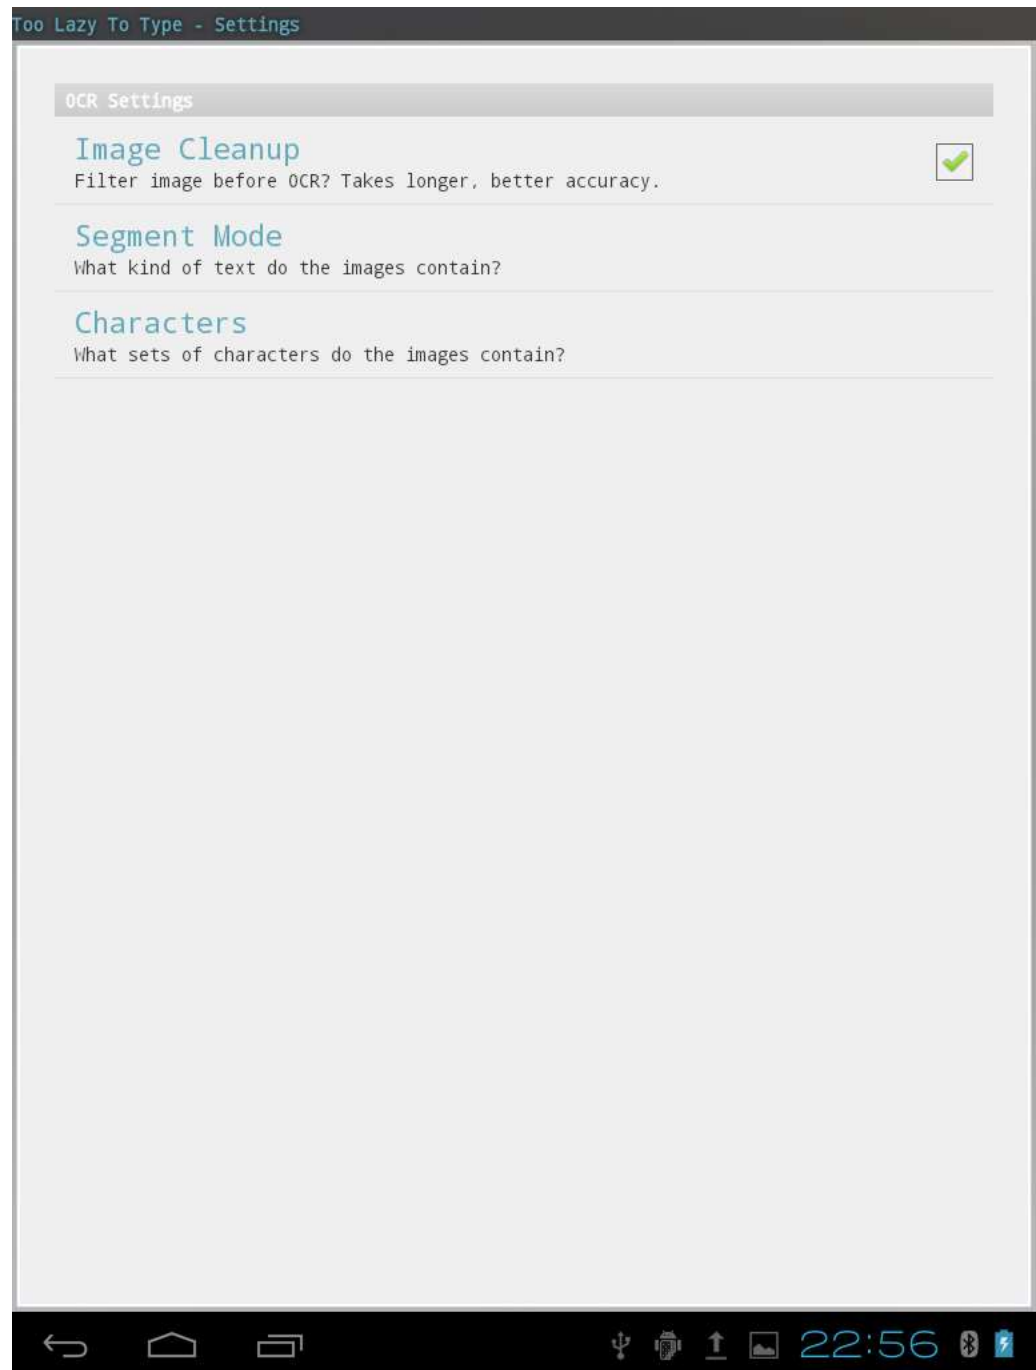 Too Lazy To Type - Settings
OCR Settings
Image Cleanup
Filter image before OCR? Takes longer, better accuracy.
Segment Mode
What kind of text do the images contain?
Characters
What sets of characters do the images contain?
22:56